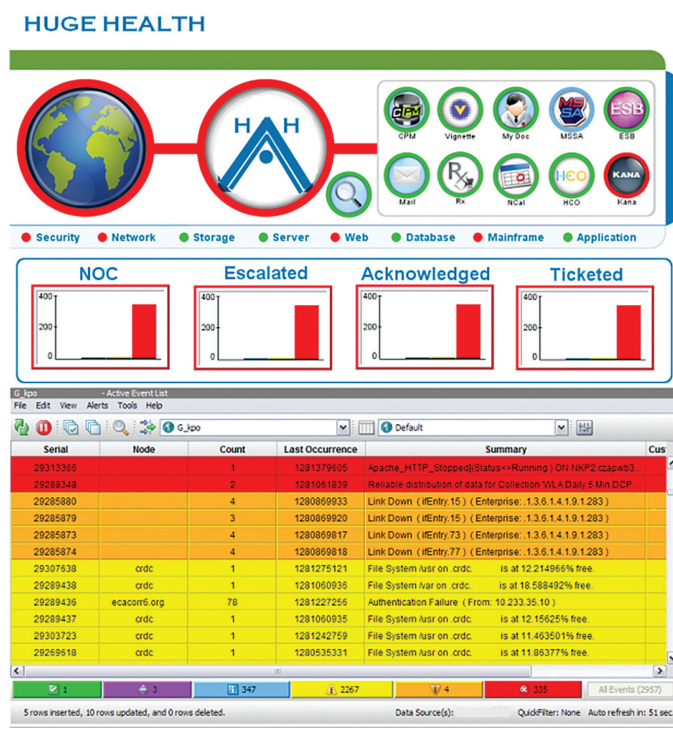 HUGE HEALTH
H H
CPM Vignette My Doc MSSA ESB
CPM MS SA ESB
Mail Rx NCal HCO Kana
Rx HCO KANA
Security Network Storage Server Web Database Mainframe Application
NOC Escalated Acknowledged Ticketed
400 400 400 400
200 200 200 200
0 0 0 0
G_kpo - Active Event List
File Edit View Alerts Tools Help
G_kpo Default
Serial Node Count Last Occurrence Summary Cus
29313366 1 1281379605 Apache_HTTP_Stopped(Status<>Running ) ON NKP2:czapwb3...
29288348 2 1281061839 Reliable distribution of data for Collection 'WLA Daily 5 Min DCP
29285880 4 1280869933 Link Down ( ifEntry.15 ) ( Enterprise: .1.3.6.1.4.1.9.1.283 )
29285879 3 1280869920 Link Down ( ifEntry.15 ) ( Enterprise: .1.3.6.1.4.1.9.1.283 )
29285873 4 1280869817 Link Down ( ifEntry.73 ) ( Enterprise: .1.3.6.1.4.1.9.1.283 )
29285874 4 1280869818 Link Down ( ifEntry.77 ) ( Enterprise: .1.3.6.1.4.1.9.1.283 )
29307638 crdc 1 1281275121 File System /usr on .crdc. is at 12.214966% free.
29289438 crdc 1 1281060936 File System /var on .crdc. is at 18.588492% free.
29289436 ecacorr6.org 78 1281227256 Authentication Failure ( From: 10.233.35.10 )
29289437 crdc 1 1281060935 File System /usr on .crdc. is at 12.15625% free.
29303723 crdc 1 1281242759 File System /usr on .crdc. is at 11.463501% free.
29269618 crdc 1 1280535331 File System /usr on .crdc. is at 11.86377% free.
1 3 347 2267 4 335 All Events (2957)
5 rows inserted, 10 rows updated, and 0 rows deleted. Data Source(s): QuickFilter: None Auto refresh in: 51 sec